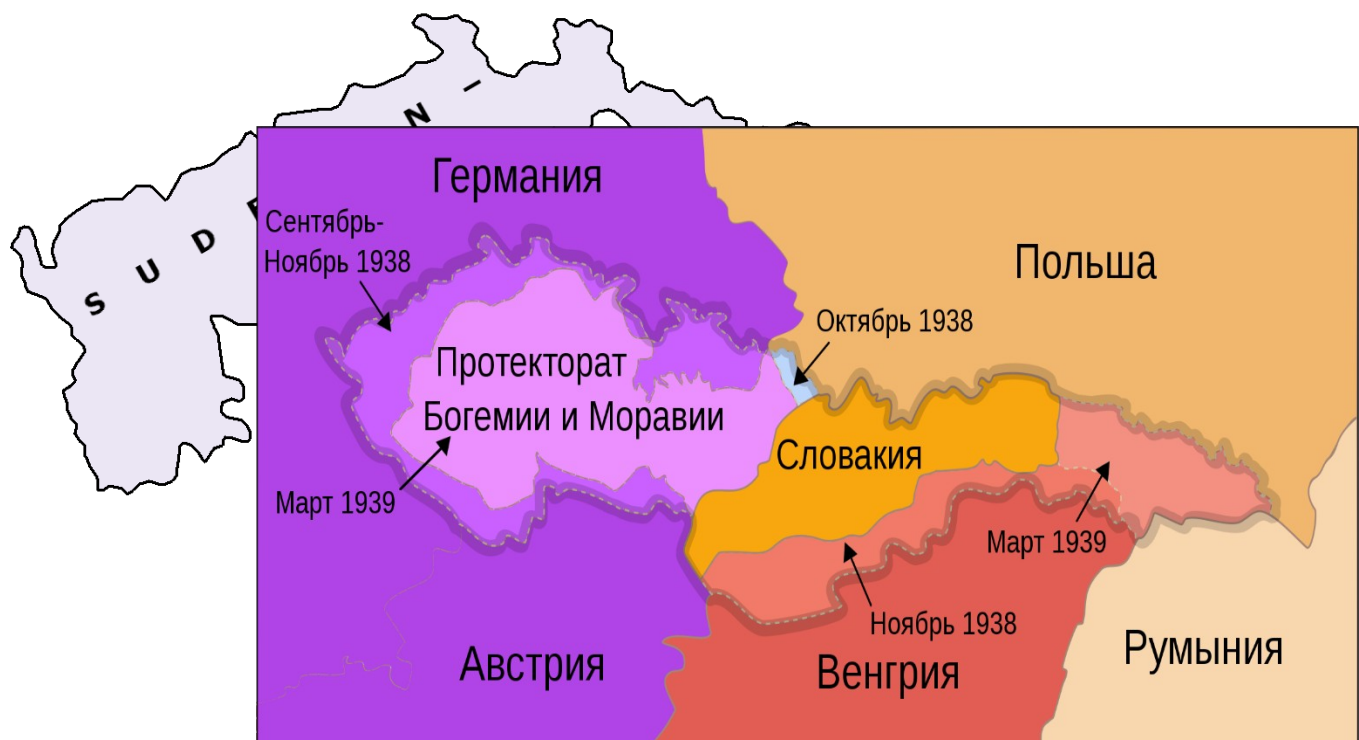 N I
S U D
Германия
Сентябрь-
Ноябрь 1938
Польша
Октябрь 1938
Протекторат
Богемии и Моравии
Словакия
Март 1939
Март 1939
Ноябрь 1938
Австрия
Венгрия
Румыния